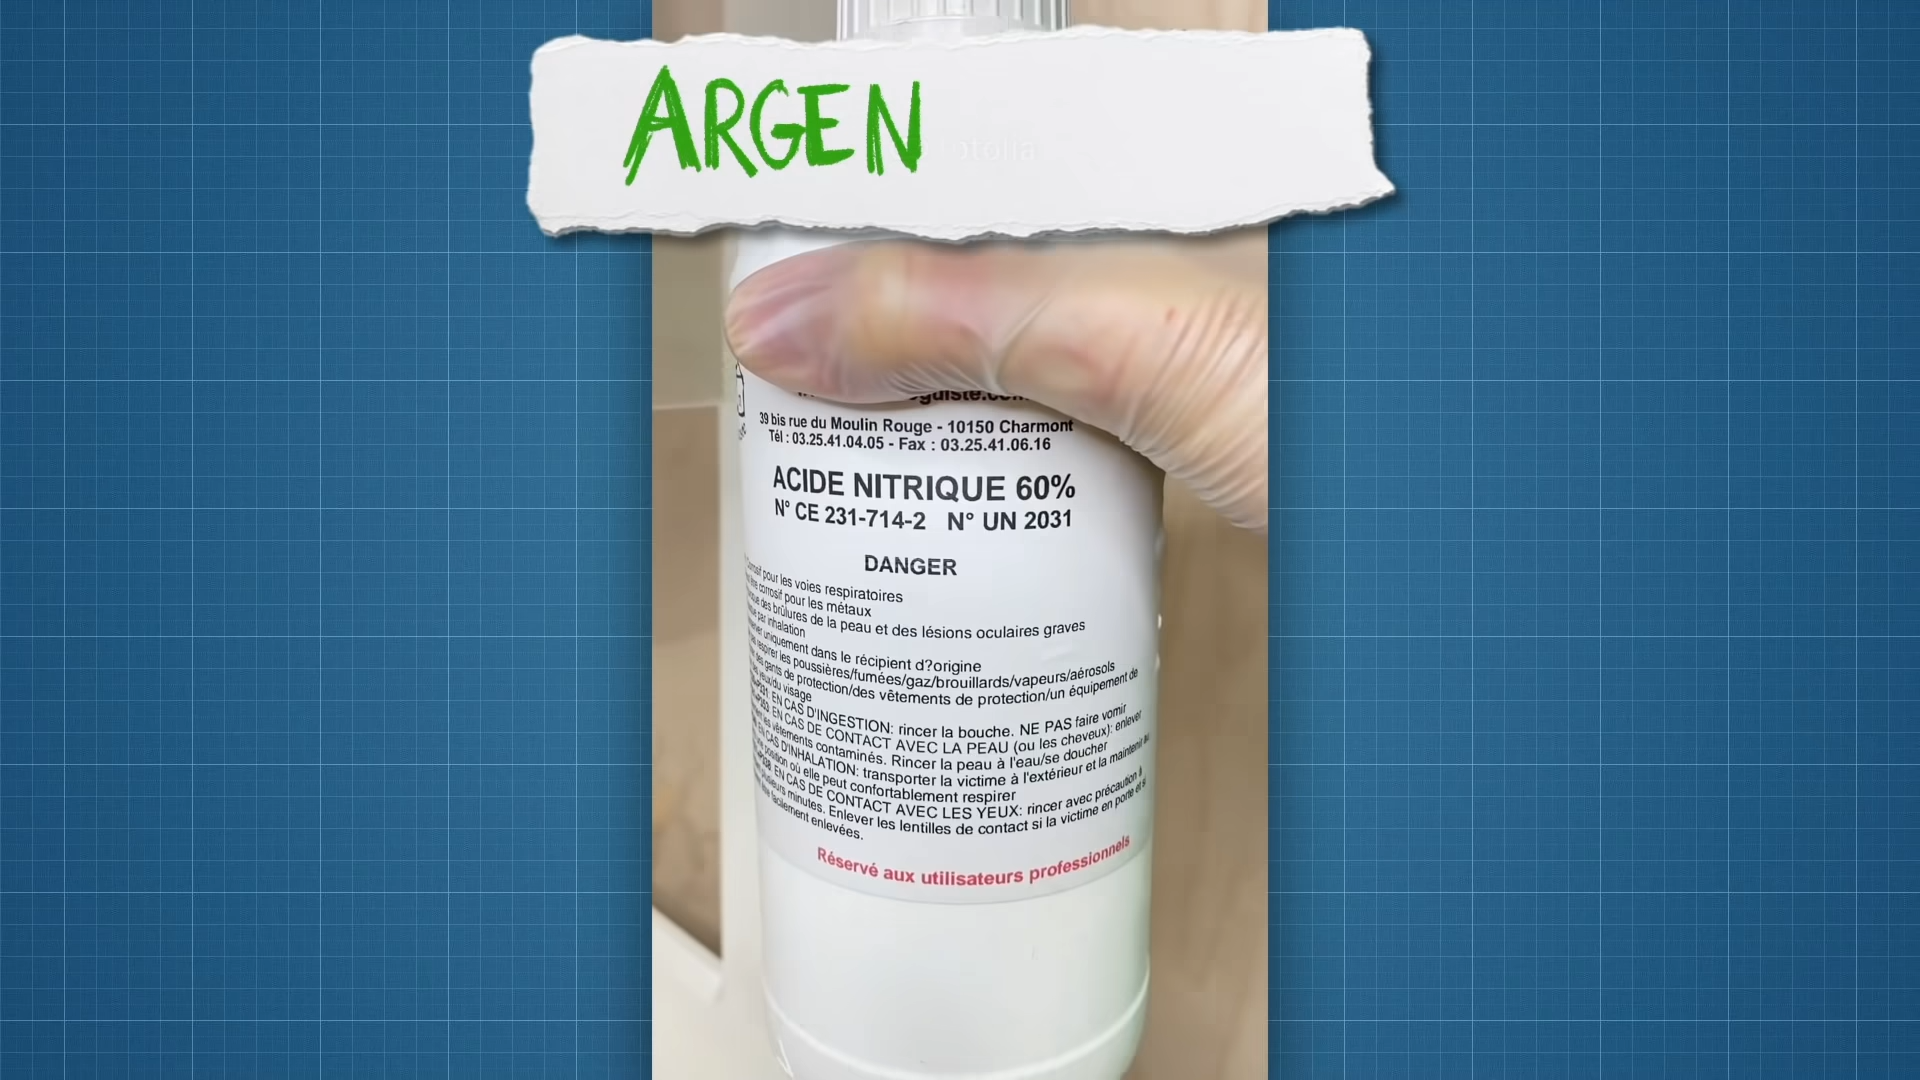 ARGEN
39 bis rue du Moulin Rouge - 10150 Charmont
Tél : 03.25.41.04.05 - Fax : 03.25.41.06.16
ACIDE NITRIQUE 60%
N° CE 231-714-2 N° UN 2031
DANGER
pour les voies respiratoires
corrosif pour les métaux
des brûlures de la peau et des lésions oculaires graves
par inhalation
uniquement dans le récipient d?origine
respirer les poussières/fumées/gaz/brouillards/vapeurs/aérosols
des gants de protection/des vêtements de protection/un équipement de
des yeux/du visage
EN CAS D'INGESTION: rincer la bouche. NE PAS faire vomir
EN CAS DE CONTACT AVEC LA PEAU (ou les cheveux): enlever
les vêtements contaminés. Rincer la peau à l'eau/se doucher
EN CAS D'INHALATION: transporter la victime à l'extérieur et la maintenir au
position où elle peut confortablement respirer
EN CAS DE CONTACT AVEC LES YEUX: rincer avec précaution à
plusieurs minutes. Enlever les lentilles de contact si la victime en porte et si
facilement enlevées.
Réservé aux utilisateurs professionnels